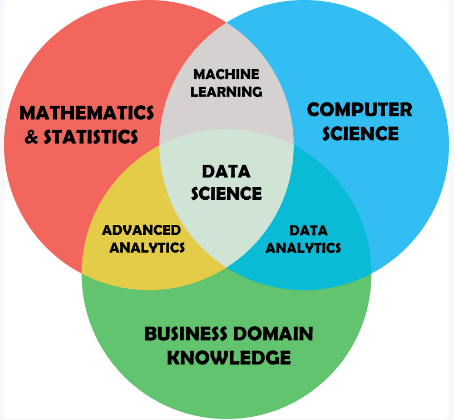 MACHINE
LEARNING
MATHEMATICS
& STATISTICS
COMPUTER
SCIENCE
DATA
SCIENCE
ADVANCED
ANALYTICS
DATA
ANALYTICS
BUSINESS DOMAIN
KNOWLEDGE